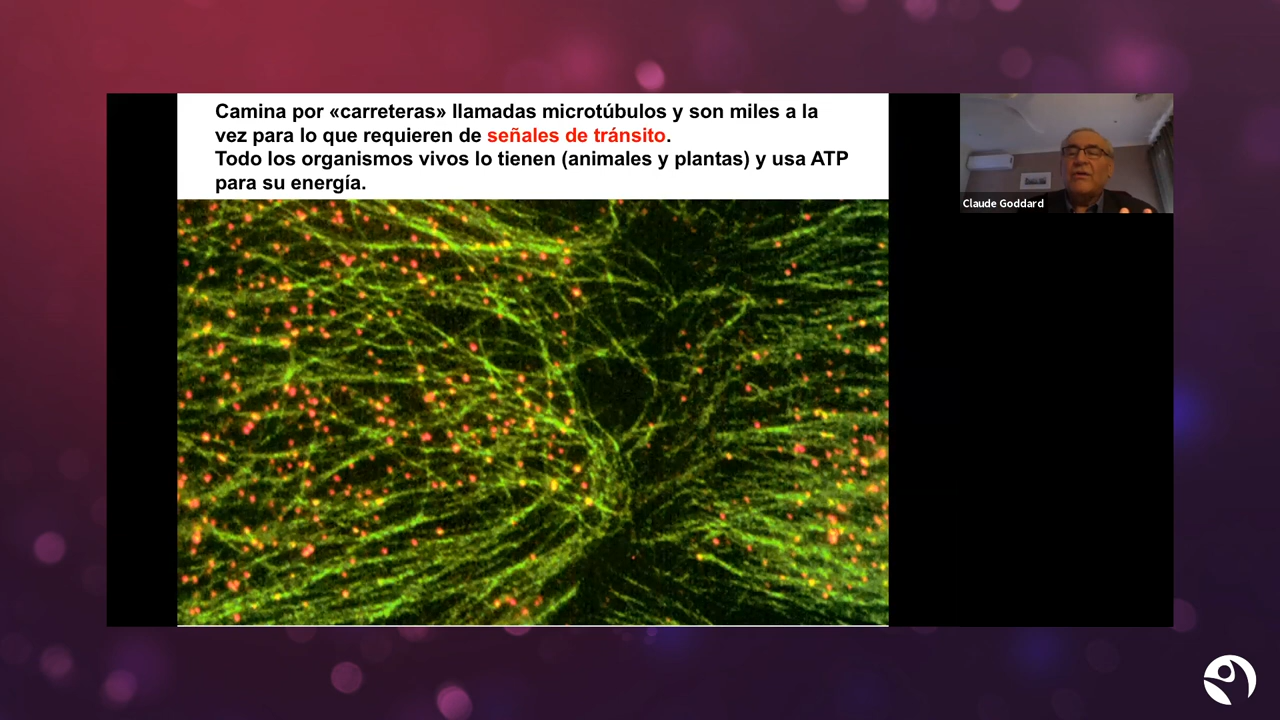 Camina por «carreteras» llamadas microtúbulos y son miles a la
vez para lo que requieren de señales de tránsito.
Todo los organismos vivos lo tienen (animales y plantas) y usa ATP
para su energía.
Claude Goddard